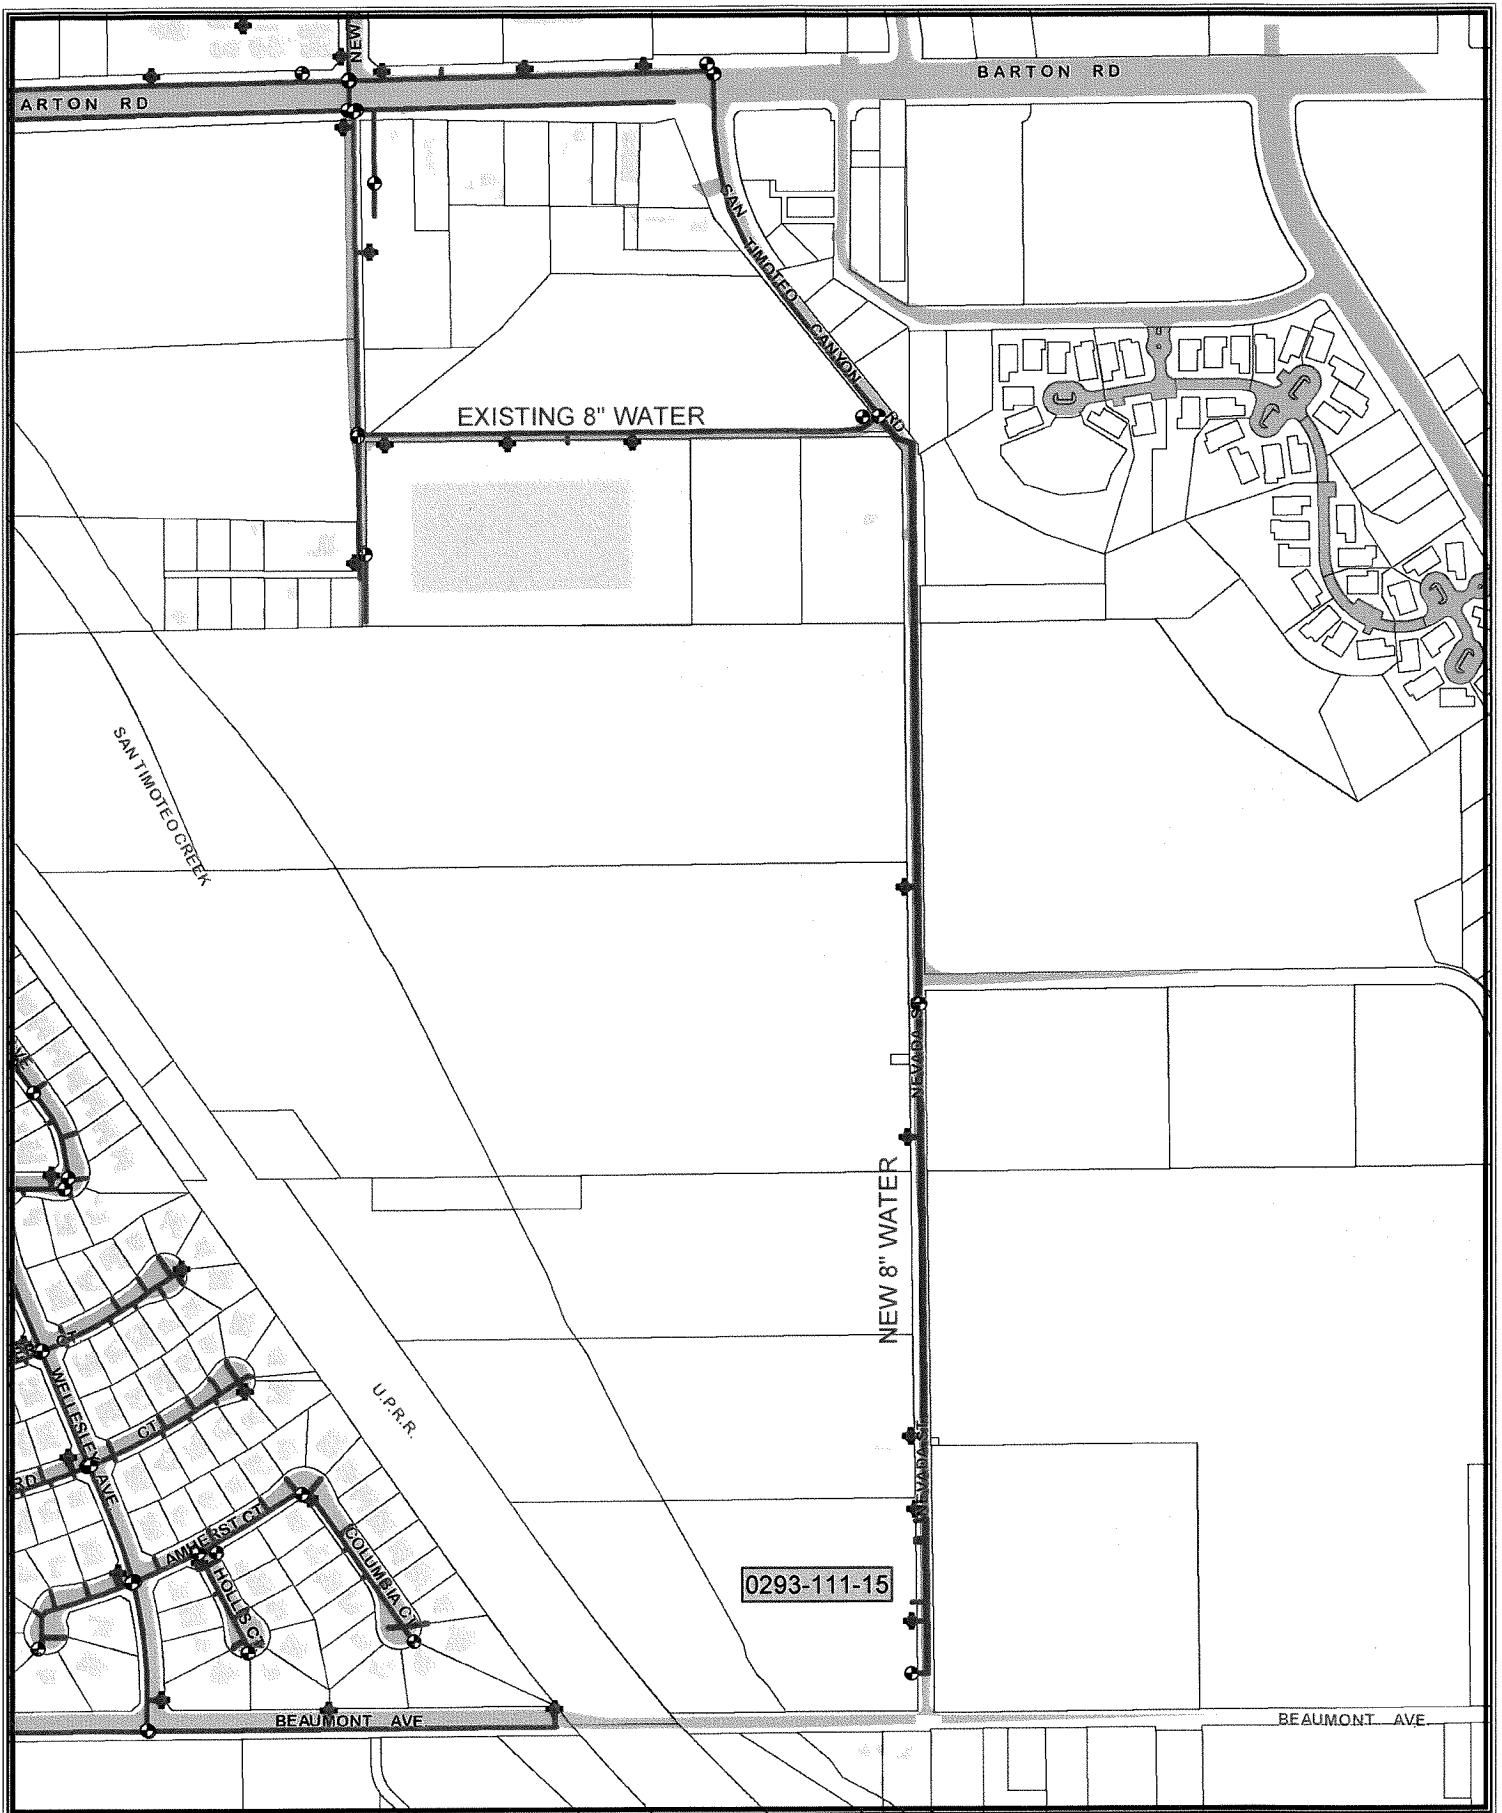 NEW
BARTON RD
ARTON RD
SAN TIMOTEO CANYON RD
EXISTING 8" WATER
SAN TIMOTEO CREEK
NEVADA S
NEW 8" WATER
CT
WELLESLEY AVE
CT
U.P.R.R.
RD
NEVADA ST
AMHERST CT
COLUMBIA CT
HOLLIS CT
0293-111-15
BEAUMONT AVE
BEAUMONT AVE.